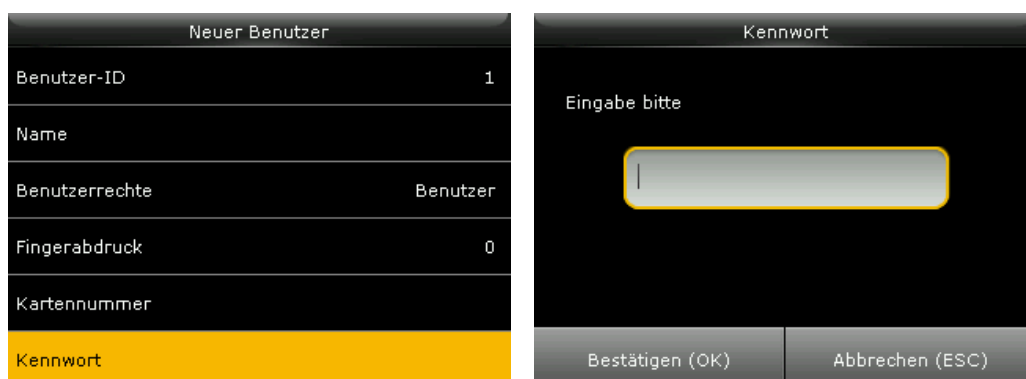 Neuer Benutzer
Benutzer-ID 1
Name
Benutzerrechte Benutzer
Fingerabdruck 0
Kartennummer
Kennwort
Kennwort
Eingabe bitte
Bestätigen (OK) Abbrechen (ESC)